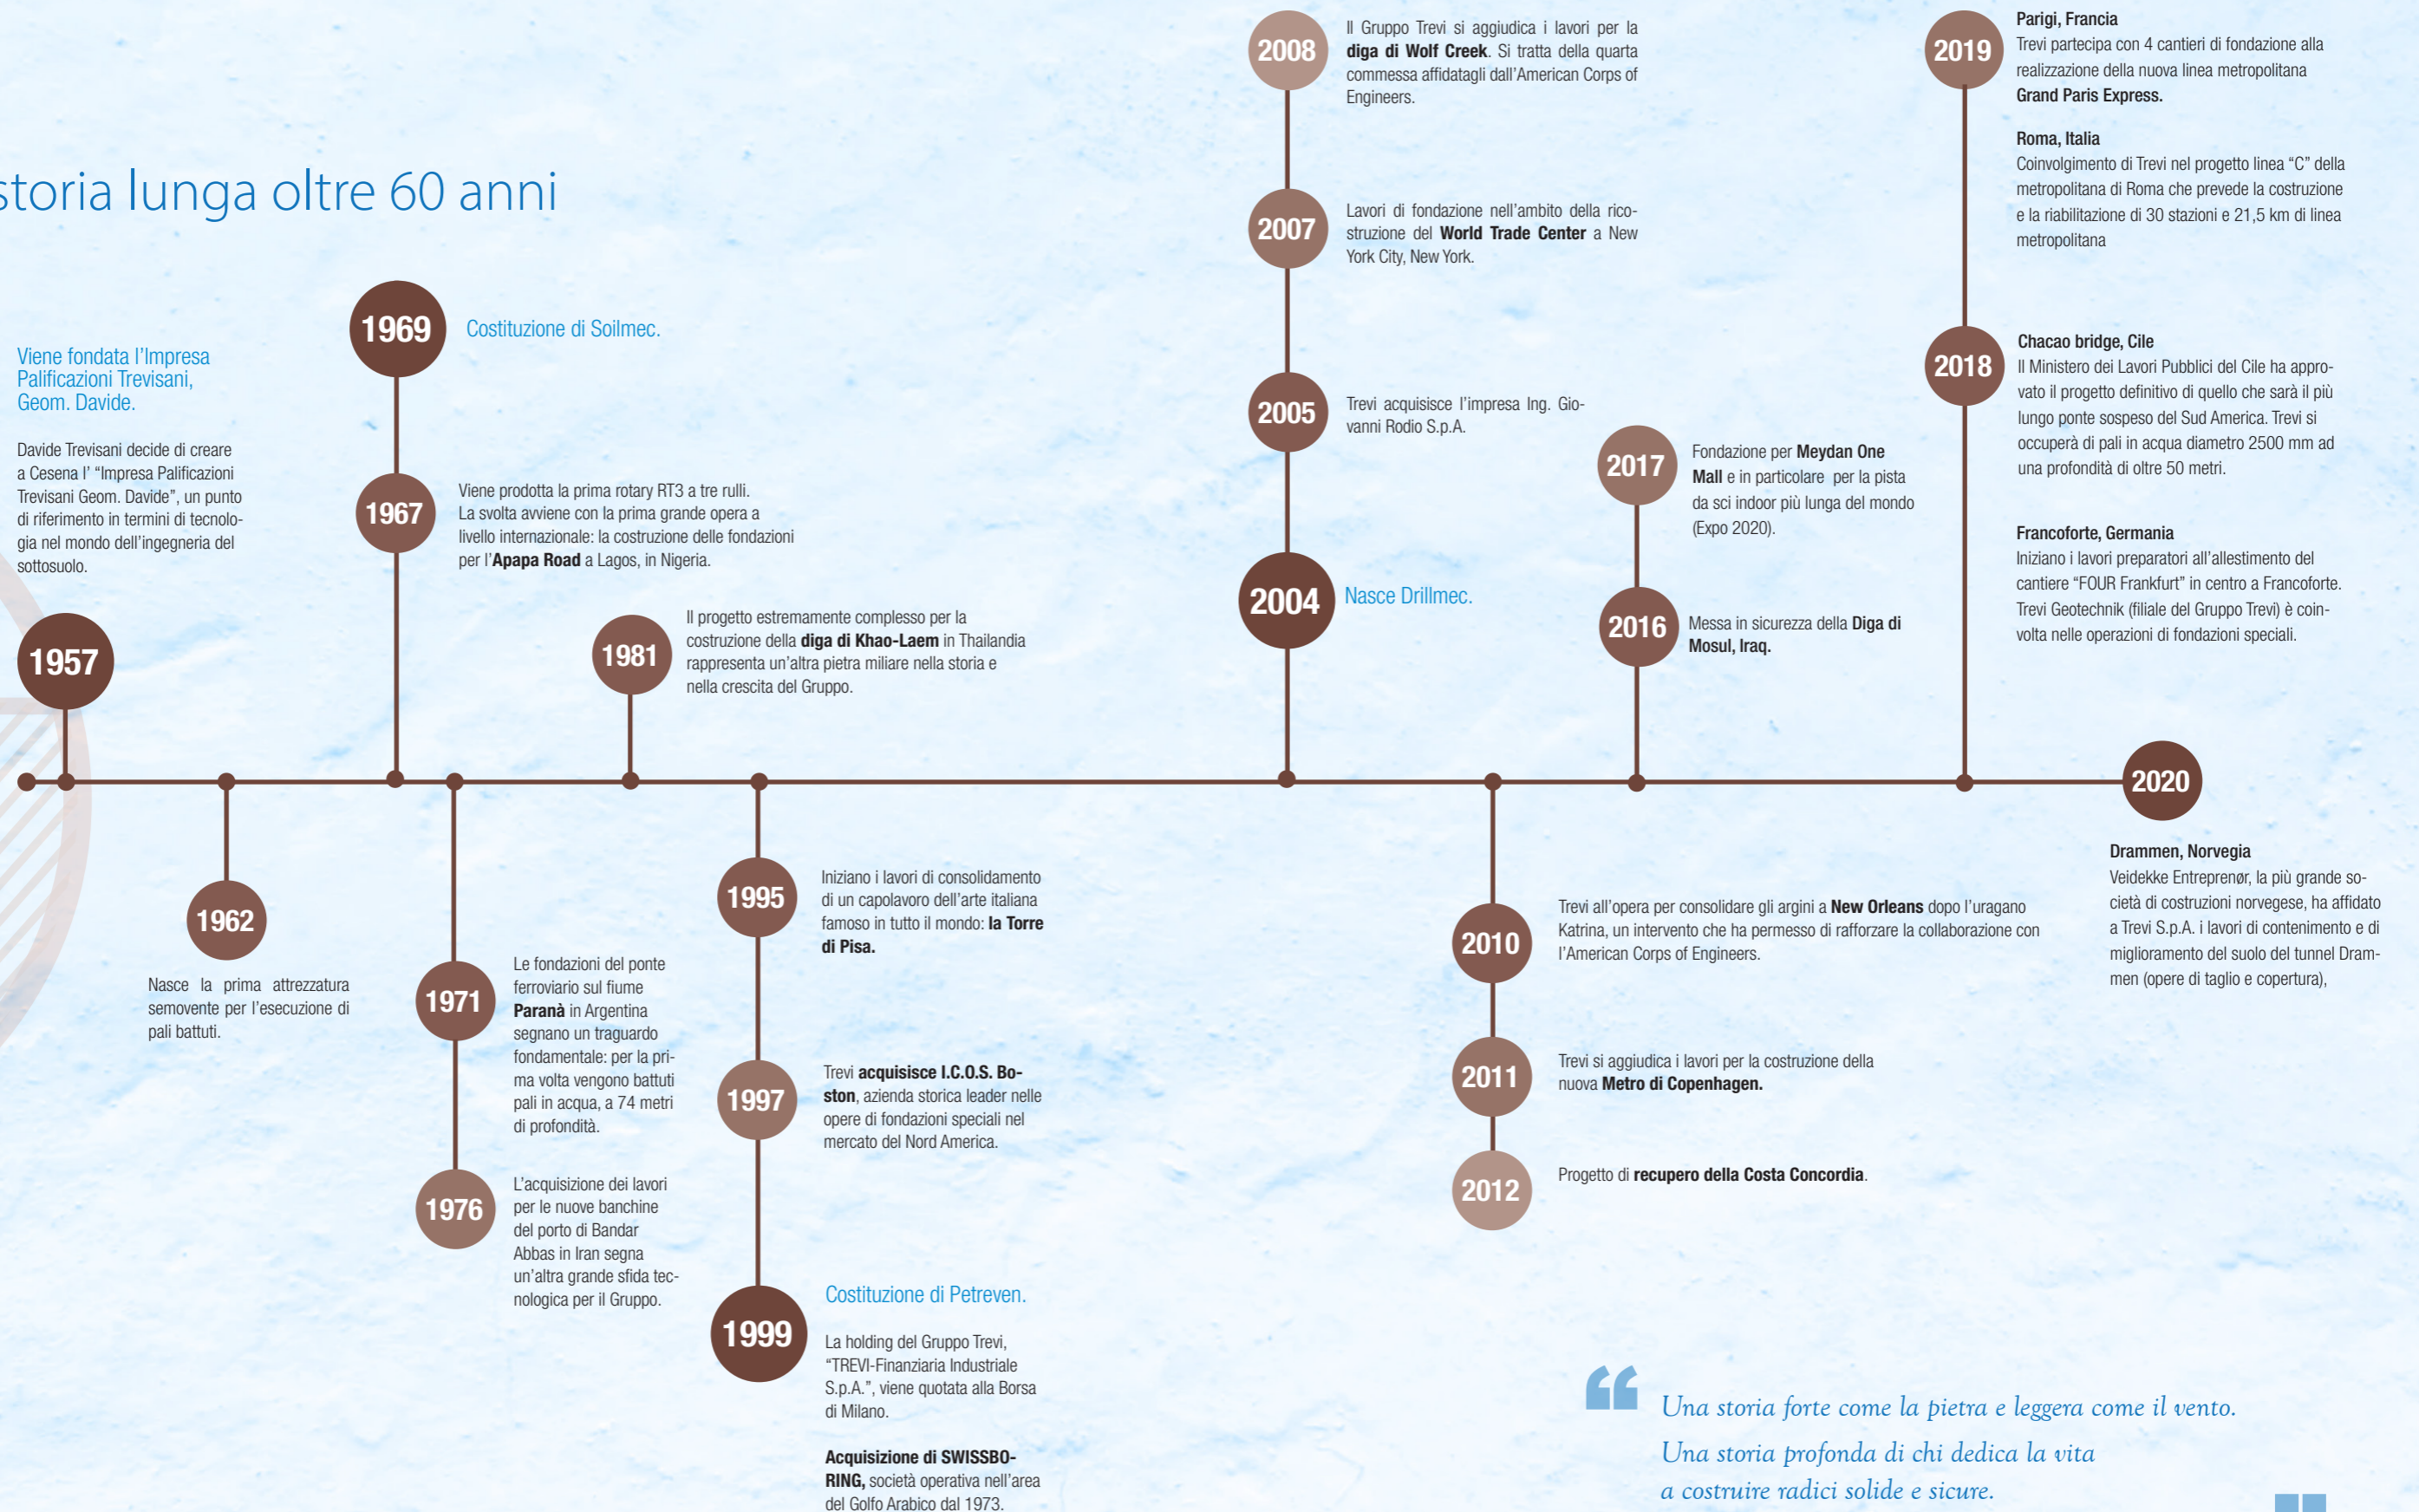 storia lunga oltre 60 anni
Viene fondata l'Impresa
Palificazioni Trevisani,
Geom. Davide.
Davide Trevisani decide di creare
a Cesena l' “Impresa Palificazioni
Trevisani Geom. Davide”, un punto
di riferimento in termini di tecnolo-
gia nel mondo dell'ingegneria del
sottosuolo.
1957
1962
Nasce la prima attrezzatura
semovente per l'esecuzione di
pali battuti.
1969
Costituzione di Soilmec.
1967
Viene prodotta la prima rotary RT3 a tre rulli.
La svolta avviene con la prima grande opera a
livello internazionale: la costruzione delle fondazioni
per l'Apapa Road a Lagos, in Nigeria.
1971
Le fondazioni del ponte
ferroviario sul fiume
Paranà in Argentina
segnano un traguardo
fondamentale: per la pri-
ma volta vengono battuti
pali in acqua, a 74 metri
di profondità.
1976
L'acquisizione dei lavori
per le nuove banchine
del porto di Bandar
Abbas in Iran segna
un'altra grande sfida tec-
nologica per il Gruppo.
1981
Il progetto estremamente complesso per la
costruzione della diga di Khao-Laem in Thailandia
rappresenta un'altra pietra miliare nella storia e
nella crescita del Gruppo.
1995
Iniziano i lavori di consolidamento
di un capolavoro dell'arte italiana
famoso in tutto il mondo: la Torre
di Pisa.
1997
Trevi acquisisce I.C.O.S. Bo-
ston, azienda storica leader nelle
opere di fondazioni speciali nel
mercato del Nord America.
1999
Costituzione di Petreven.
La holding del Gruppo Trevi,
“TREVI-Finanziaria Industriale
S.p.A.”, viene quotata alla Borsa
di Milano.
Acquisizione di SWISSBO-
RING, società operativa nell'area
del Golfo Arabico dal 1973.
2008
Il Gruppo Trevi si aggiudica i lavori per la
diga di Wolf Creek. Si tratta della quarta
commessa affidatagli dall'American Corps of
Engineers.
2007
Lavori di fondazione nell'ambito della rico-
struzione del World Trade Center a New
York City, New York.
2005
Trevi acquisisce l'impresa Ing. Gio-
vanni Rodio S.p.A.
2004
Nasce Drillmec.
2010
Trevi all'opera per consolidare gli argini a New Orleans dopo l'uragano
Katrina, un intervento che ha permesso di rafforzare la collaborazione con
l'American Corps of Engineers.
2011
Trevi si aggiudica i lavori per la costruzione della
nuova Metro di Copenhagen.
2012
Progetto di recupero della Costa Concordia.
2017
Fondazione per Meydan One
Mall e in particolare per la pista
da sci indoor più lunga del mondo
(Expo 2020).
2016
Messa in sicurezza della Diga di
Mosul, Iraq.
2019
Parigi, Francia
Trevi partecipa con 4 cantieri di fondazione alla
realizzazione della nuova linea metropolitana
Grand Paris Express.
Roma, Italia
Coinvolgimento di Trevi nel progetto linea “C” della
metropolitana di Roma che prevede la costruzione
e la riabilitazione di 30 stazioni e 21,5 km di linea
metropolitana
2018
Chacao bridge, Cile
Il Ministero dei Lavori Pubblici del Cile ha appro-
vato il progetto definitivo di quello che sarà il più
lungo ponte sospeso del Sud America. Trevi si
occuperà di pali in acqua diametro 2500 mm ad
una profondità di oltre 50 metri.
Francoforte, Germania
Iniziano i lavori preparatori all'allestimento del
cantiere “FOUR Frankfurt” in centro a Francoforte.
Trevi Geotechnik (filiale del Gruppo Trevi) è coin-
volta nelle operazioni di fondazioni speciali.
2020
Drammen, Norvegia
Veidekke Entreprenør, la più grande so-
cietà di costruzioni norvegese, ha affidato
a Trevi S.p.A. i lavori di contenimento e di
miglioramento del suolo del tunnel Dram-
men (opere di taglio e copertura),
“
Una storia forte come la pietra e leggera come il vento.
Una storia profonda di chi dedica la vita
a costruire radici solide e sicure.